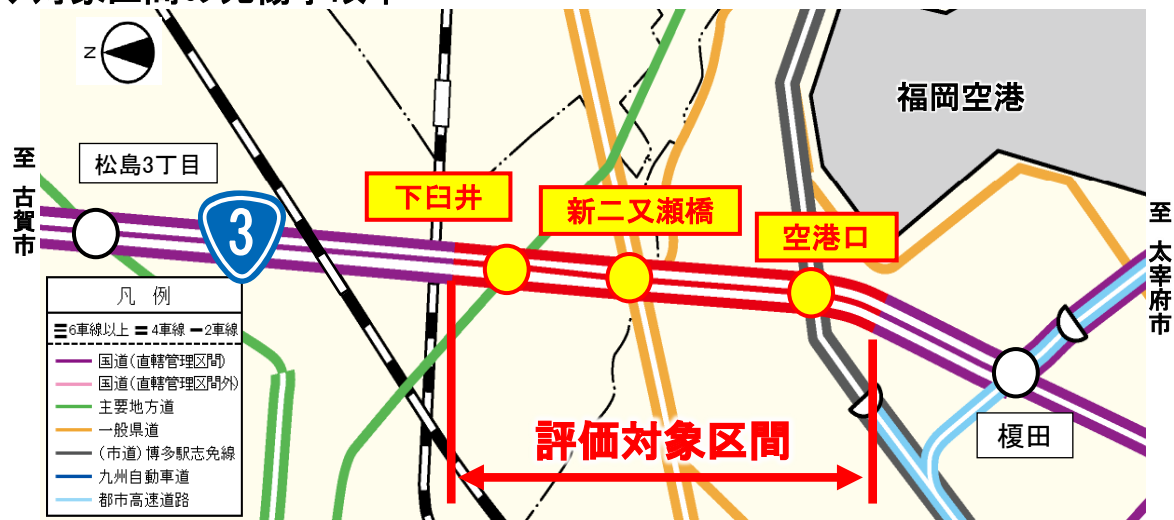 N
福岡空港
至 古賀市
松島3丁目
3
下臼井
新二又瀬橋
空港口
至 太宰府市
凡 例
6車線以上 4車線 2車線
国道(直轄管理区間)
国道(直轄管理区間外)
主要地方道
一般県道
(市道)博多駅志免線
九州自動車道
都市高速道路
評価対象区間
榎田